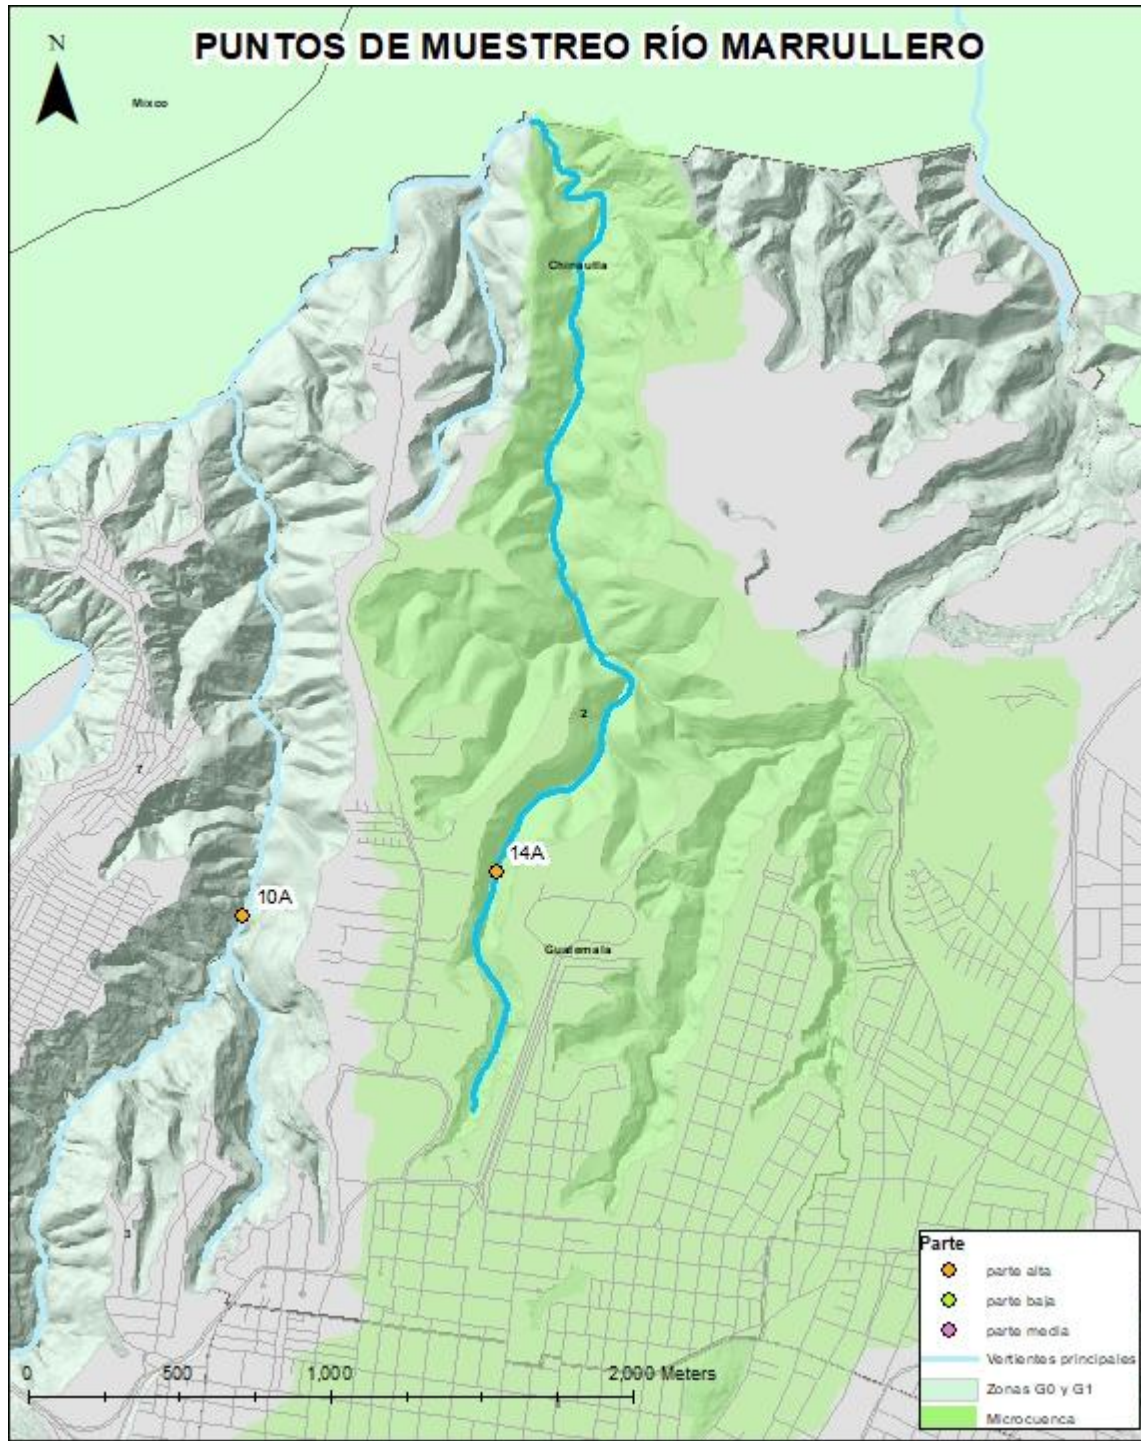 PUNTOS DE MUESTREO RÍO MARRULLERO
N
Mixco
Chinautla
2
7
14A
10A
Guatemala
3
Parte
parte alta
parte baja
parte media
Vertientes principales
Zonas G0 y G1
Microcuenca
0 500 1,000 2,000 Meters